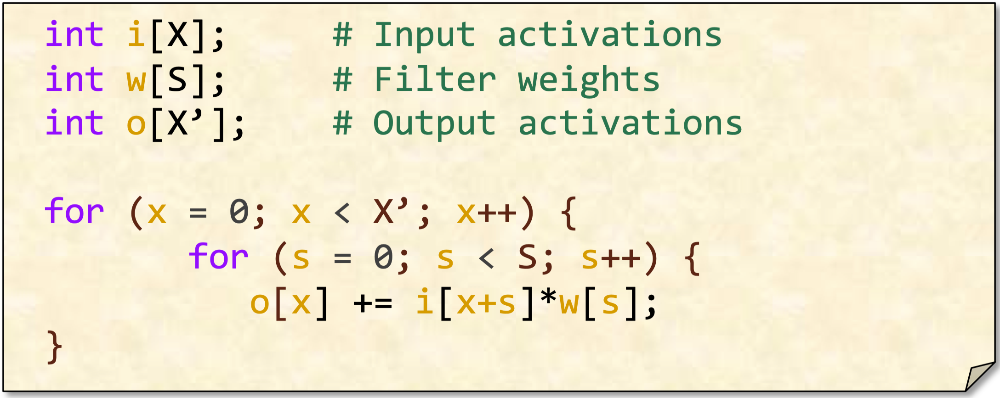 int i[X];     # Input activations
int w[S];     # Filter weights
int o[X’];    # Output activations
for (x = 0; x < X’; x++) {
       for (s = 0; s < S; s++) {
          o[x] += i[x+s]*w[s];
}